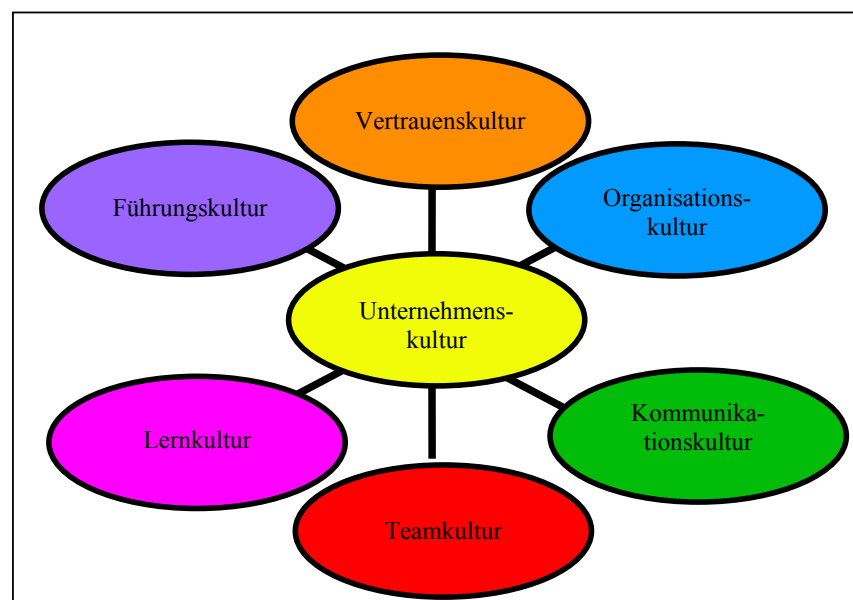 Vertrauenskultur
Führungskultur
Organisations-
kultur
Unternehmens-
kultur
Lernkultur
Kommunika-
tionskultur
Teamkultur